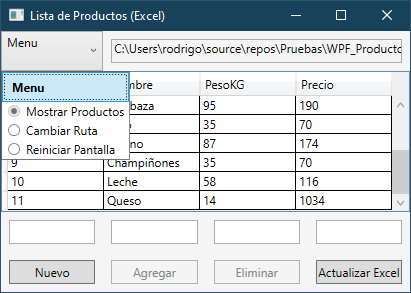 Lista de Productos (Excel)
Menu
C:\Users\rodrigo\source\repos\Pruebas\WPF_Producto
Menu
mbre PesoKG Precio
Mostrar Productos
baza 95 190
Cambiar Ruta
35 70
Reiniciar Pantalla
no 87 174
9 Champiñones 35 70
10 Leche 58 116
11 Queso 14 1034
Nuevo Agregar Eliminar Actualizar Excel